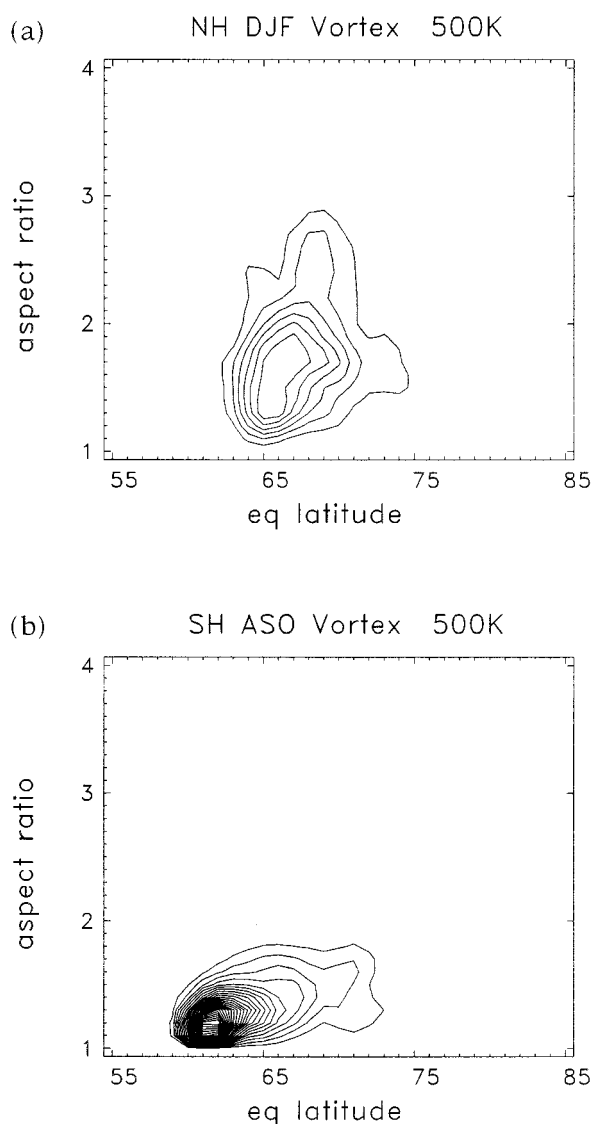 (a) NH DJF Vortex 500K
4
3
2
1
aspect ratio
55 65 75 85
eq latitude
(b) SH ASO Vortex 500K
4
3
2
1
aspect ratio
55 65 75 85
eq latitude